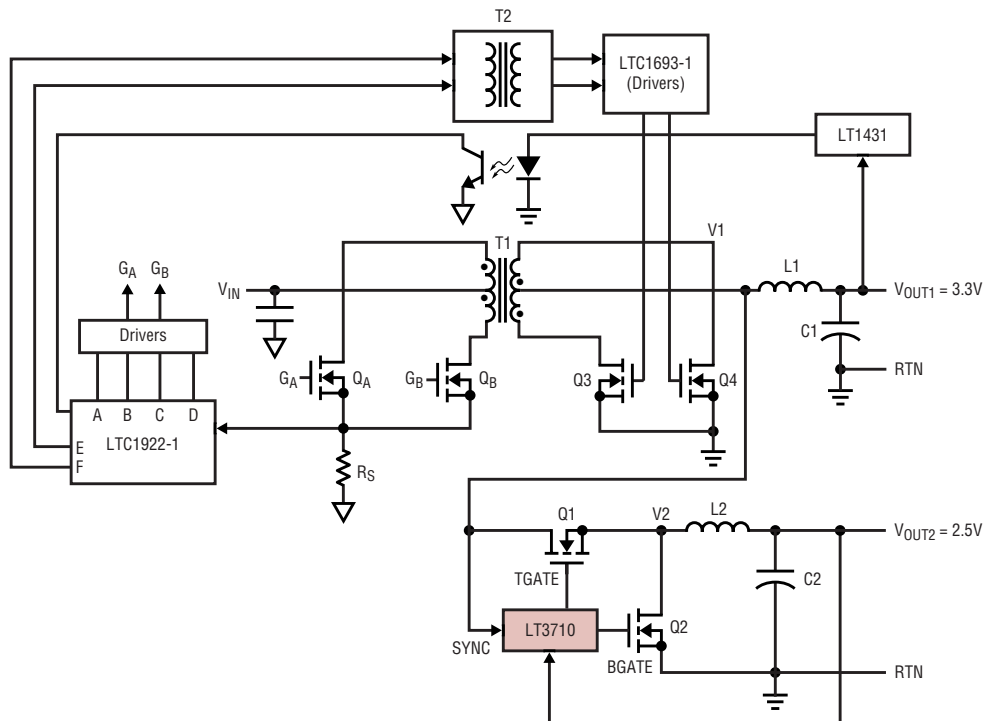 T2
LTC1693-1
(Drivers)
LT1431
V1
T1
L1
GA GB
VIN
VOUT1 = 3.3V
C1
Drivers
RTN
GA
QA
GB
QB
Q3
Q4
A B C D
LTC1922-1
E
F
RS
Q1
V2
L2
VOUT2 = 2.5V
TGATE
C2
LT3710
Q2
SYNC
BGATE
RTN